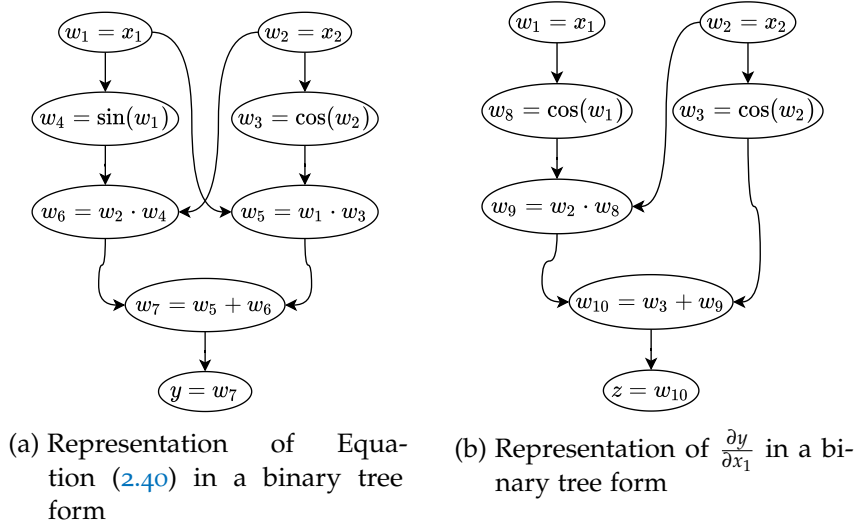 w₁ = x₁
w₂ = x₂
w₄ = sin(w₁)
w₃ = cos(w₂)
w₆ = w₂ · w₄
w₅ = w₁ · w₃
w₇ = w₅ + w₆
y = w₇
(a) Representation of Equa-
tion (2.40) in a binary tree
form
w₁ = x₁
w₂ = x₂
w₈ = cos(w₁)
w₃ = cos(w₂)
w₉ = w₂ · w₈
w₁₀ = w₃ + w₉
z = w₁₀
(b) Representation of ∂y/∂x₁ in a bi-
nary tree form